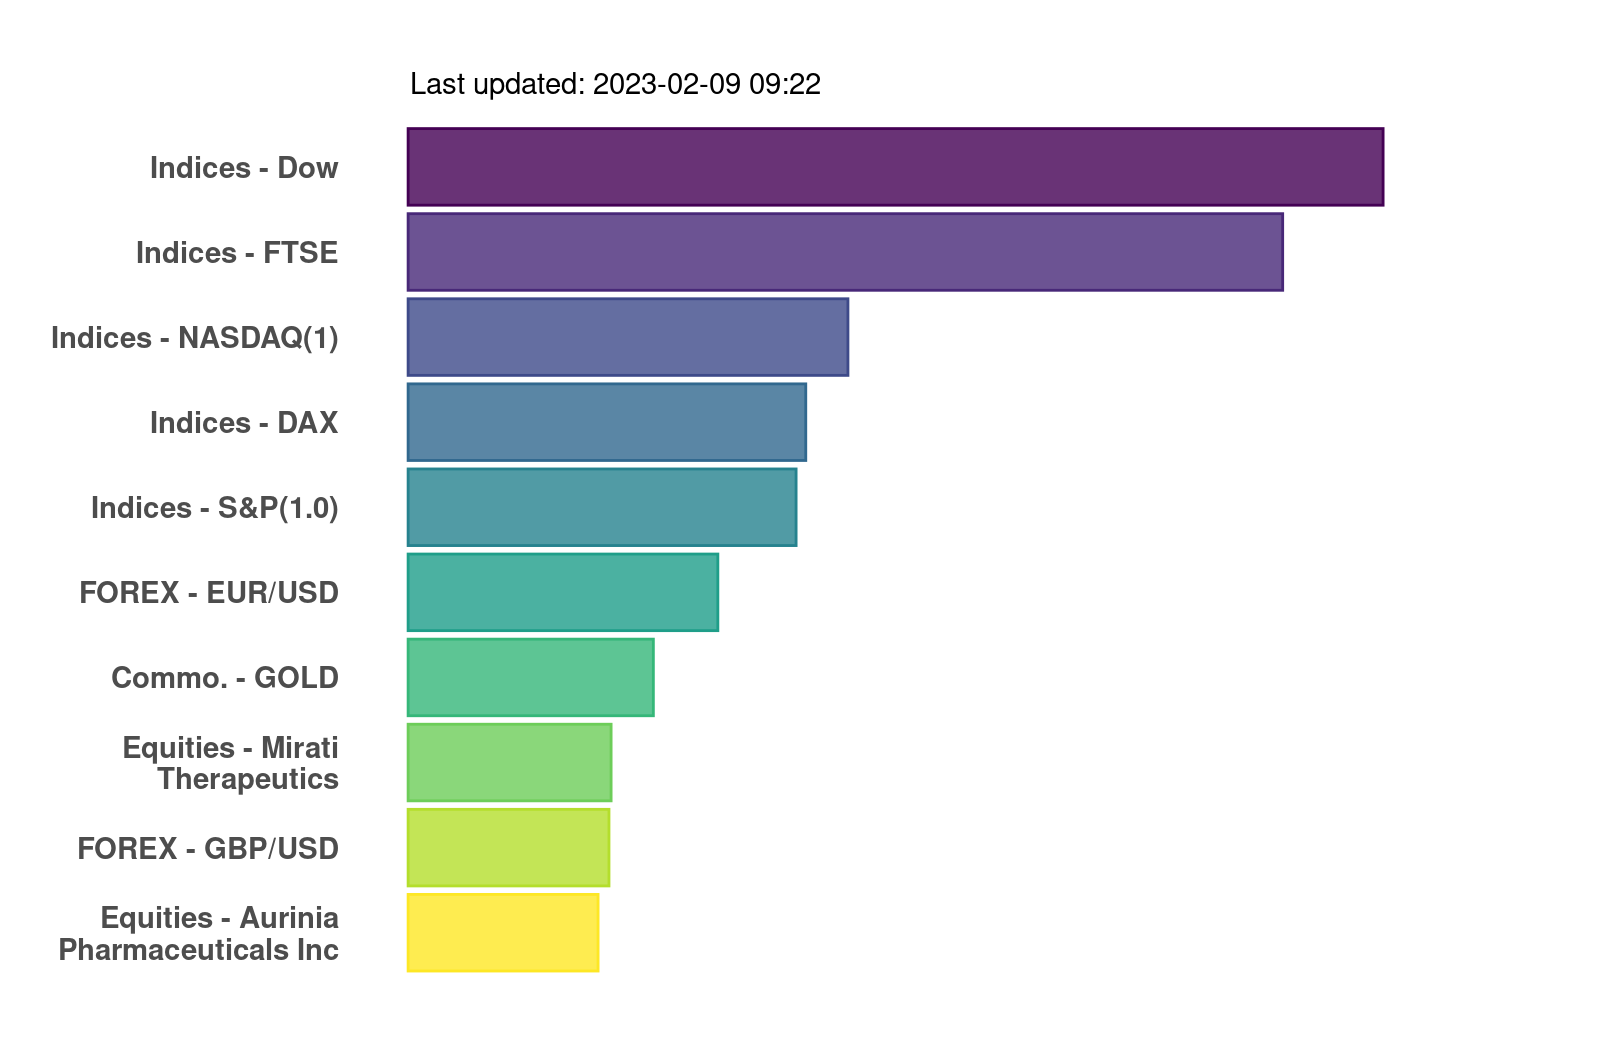 Last updated: 2023-02-09 09:22
Indices - Dow
Indices - FTSE
Indices - NASDAQ(1)
Indices - DAX
Indices - S&P(1.0)
FOREX - EUR/USD
Commo. - GOLD
Equities - Mirati
Therapeutics
FOREX - GBP/USD
Equities - Aurinia
Pharmaceuticals Inc